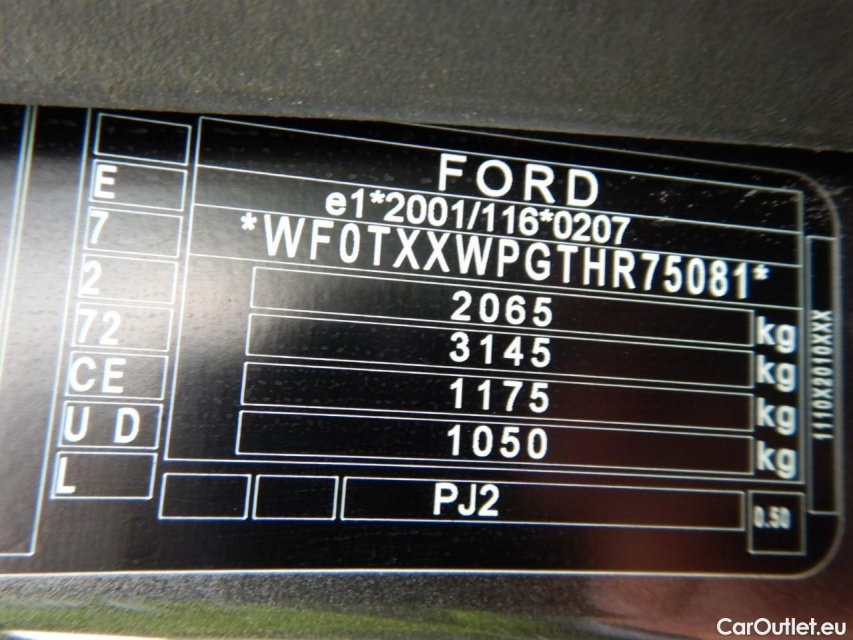 FORD
e1*2001/116*0207
*WF0TXXWPGTHR75081*
2065 kg
3145 kg
1175 kg
1050 kg
PJ2
0.50
E
7
2
72
CE
U D
L
1110X2010XXX
CarOutlet.eu